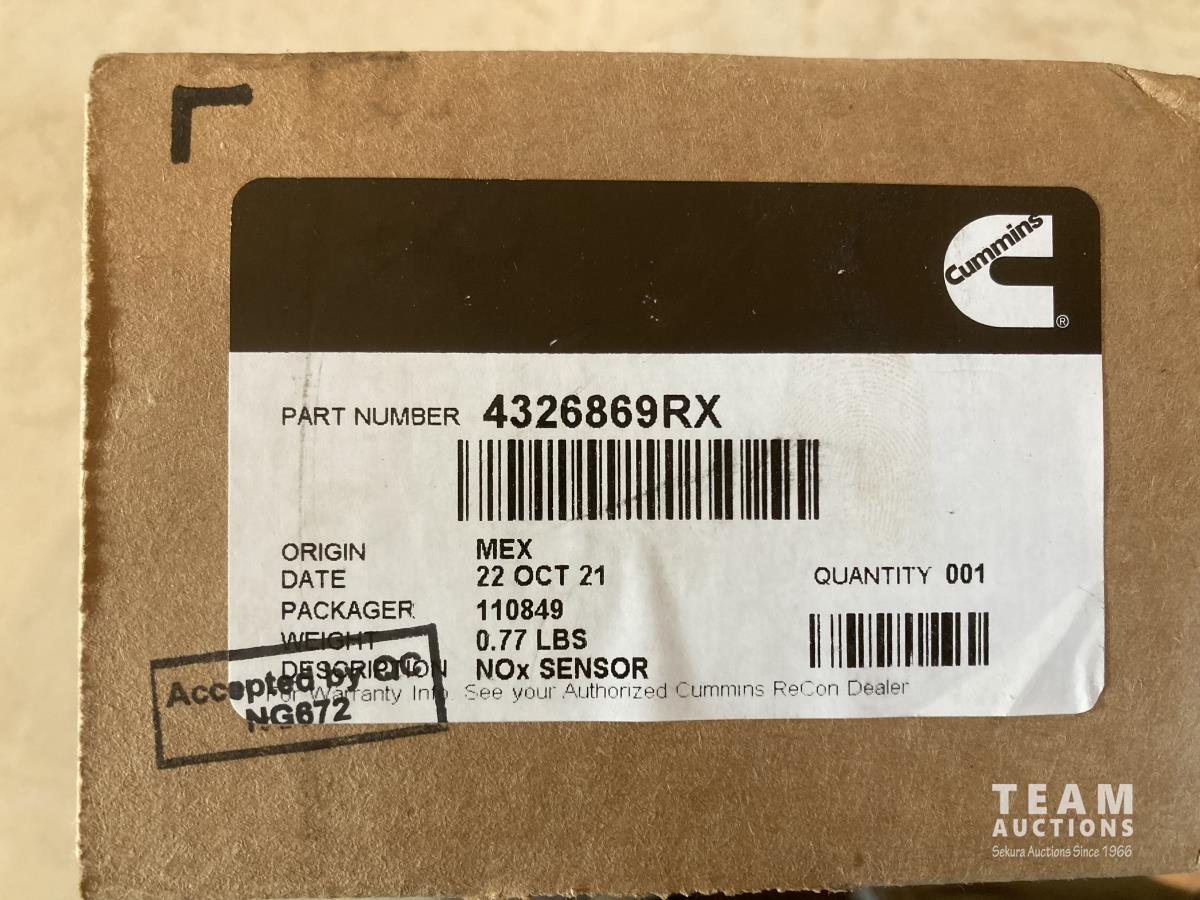 Cummins
®
PART NUMBER 4326869RX
ORIGIN MEX
DATE 22 OCT 21
QUANTITY 001
PACKAGER 110849
WEIGHT 0.77 LBS
DESCRIPTION NOx SENSOR
For Warranty Info See your Authorized Cummins ReCon Dealer
Accepted by QC
NG672
TEAM
AUCTIONS
Sekura Auctions Since 1966